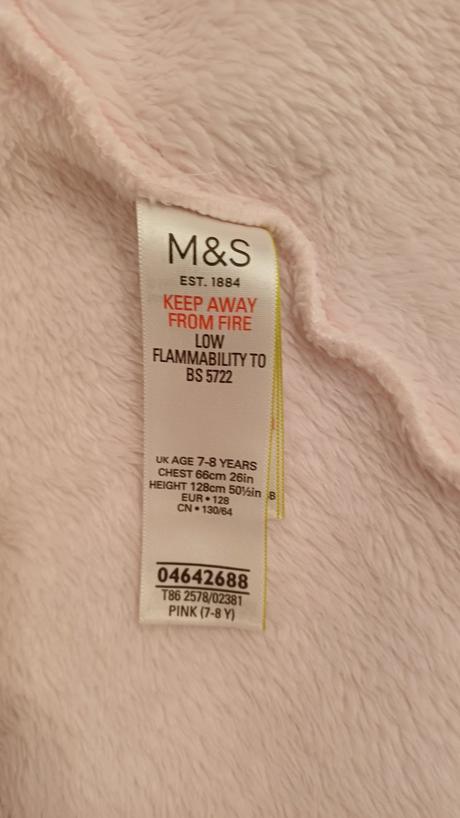 M&S
EST. 1884
KEEP AWAY
FROM FIRE
LOW
FLAMMABILITY TO
BS 5722
UK AGE 7-8 YEARS
CHEST 66cm 26in
HEIGHT 128cm 50½in
EUR • 128
CN • 130/64
8
04642688
T86 2578/02381
PINK (7-8 Y)